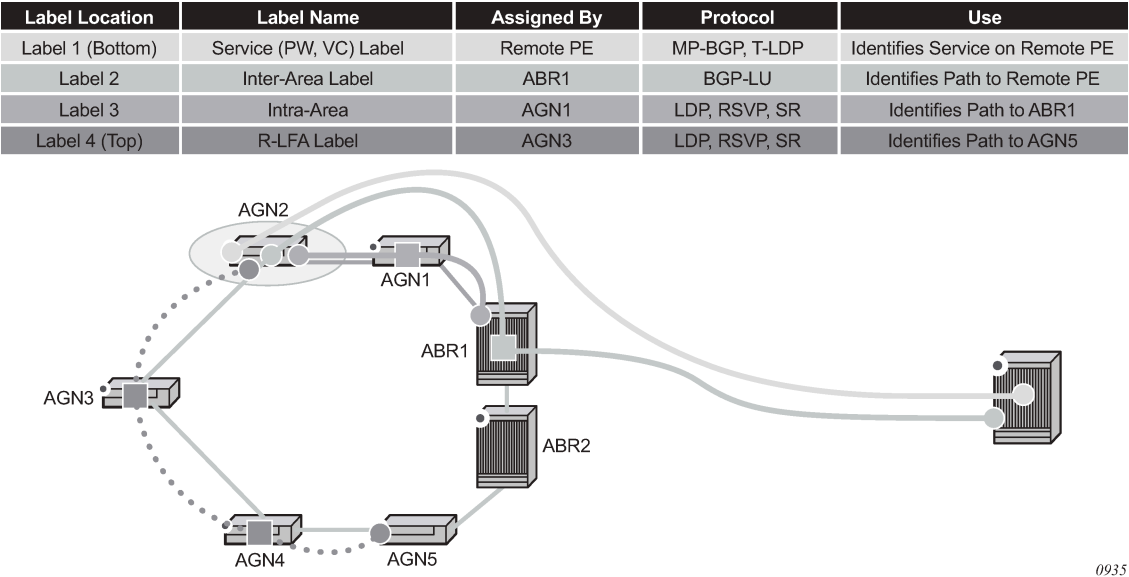 Label Location Label Name Assigned By Protocol Use
Label 1 (Bottom) Service (PW, VC) Label Remote PE MP-BGP, T-LDP Identifies Service on Remote PE
Label 2 Inter-Area Label ABR1 BGP-LU Identifies Path to Remote PE
Label 3 Intra-Area AGN1 LDP, RSVP, SR Identifies Path to ABR1
Label 4 (Top) R-LFA Label AGN3 LDP, RSVP, SR Identifies Path to AGN5
AGN2
AGN1
ABR1
AGN3
ABR2
AGN4
AGN5
0935